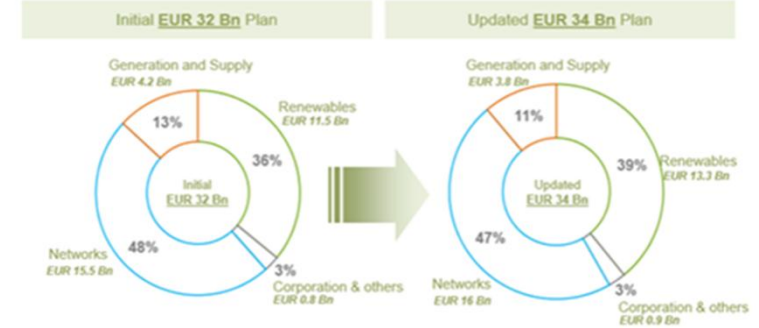 Initial EUR 32 Bn Plan
Updated EUR 34 Bn Plan
Generation and Supply
EUR 4.2 Bn
13%
Renewables
EUR 11.5 Bn
36%
Initial
EUR 32 Bn
48%
Networks
EUR 15.5 Bn
3%
Corporation & others
EUR 0.8 Bn
Generation and Supply
EUR 3.8 Bn
11%
39%
Renewables
EUR 13.3 Bn
Updated
EUR 34 Bn
47%
Networks
EUR 16 Bn
3%
Corporation & others
EUR 0.9 Bn